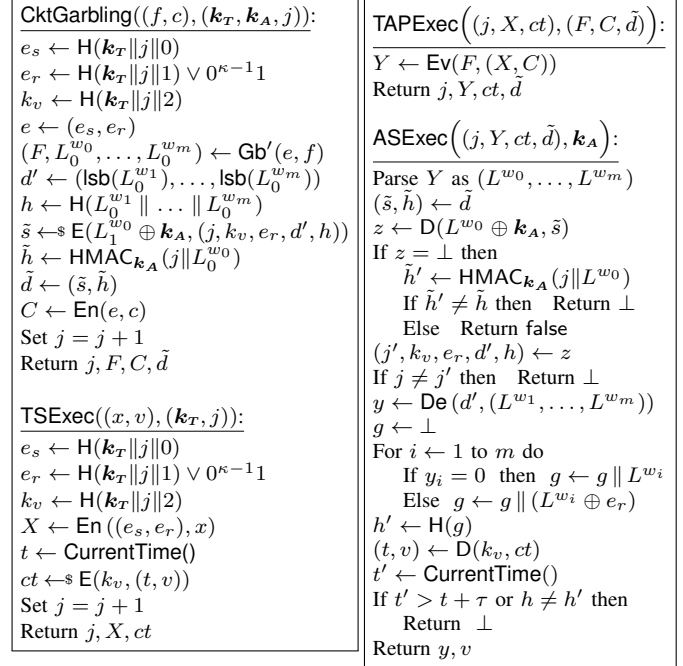 CktGarbling((f, c), (k_T, k_A, j)):
e_s ← H(k_T‖j‖0)
e_r ← H(k_T‖j‖1) ∨ 0^{κ−1}1
k_v ← H(k_T‖j‖2)
e ← (e_s, e_r)
(F, L_0^{w_0}, . . . , L_0^{w_m}) ← Gb′(e, f)
d′ ← (lsb(L_0^{w_1}), . . . , lsb(L_0^{w_m}))
h ← H(L_0^{w_1} ‖ . . . ‖ L_0^{w_m})
s̃ ←$ E(L_1^{w_0} ⊕ k_A, (j, k_v, e_r, d′, h))
h̃ ← HMAC_{k_A}(j‖L_0^{w_0})
d̃ ← (s̃, h̃)
C ← En(e, c)
Set j = j + 1
Return j, F, C, d̃
TSExec((x, v), (k_T, j)):
e_s ← H(k_T‖j‖0)
e_r ← H(k_T‖j‖1) ∨ 0^{κ−1}1
k_v ← H(k_T‖j‖2)
X ← En ((e_s, e_r), x)
t ← CurrentTime()
ct ←$ E(k_v, (t, v))
Set j = j + 1
Return j, X, ct
TAPExec((j, X, ct), (F, C, d̃)):
Y ← Ev(F, (X, C))
Return j, Y, ct, d̃
ASExec((j, Y, ct, d̃), k_A):
Parse Y as (L^{w_0}, . . . , L^{w_m})
(s̃, h̃) ← d̃
z ← D(L^{w_0} ⊕ k_A, s̃)
If z = ⊥ then
h̃′ ← HMAC_{k_A}(j‖L^{w_0})
If h̃′ ≠ h̃ then Return ⊥
Else Return false
(j′, k_v, e_r, d′, h) ← z
If j ≠ j′ then Return ⊥
y ← De (d′, (L^{w_1}, . . . , L^{w_m}))
g ← ⊥
For i ← 1 to m do
If y_i = 0 then g ← g ‖ L^{w_i}
Else g ← g ‖ (L^{w_i} ⊕ e_r)
h′ ← H(g)
(t, v) ← D(k_v, ct)
t′ ← CurrentTime()
If t′ > t + τ or h ≠ h′ then
Return ⊥
Return y, v